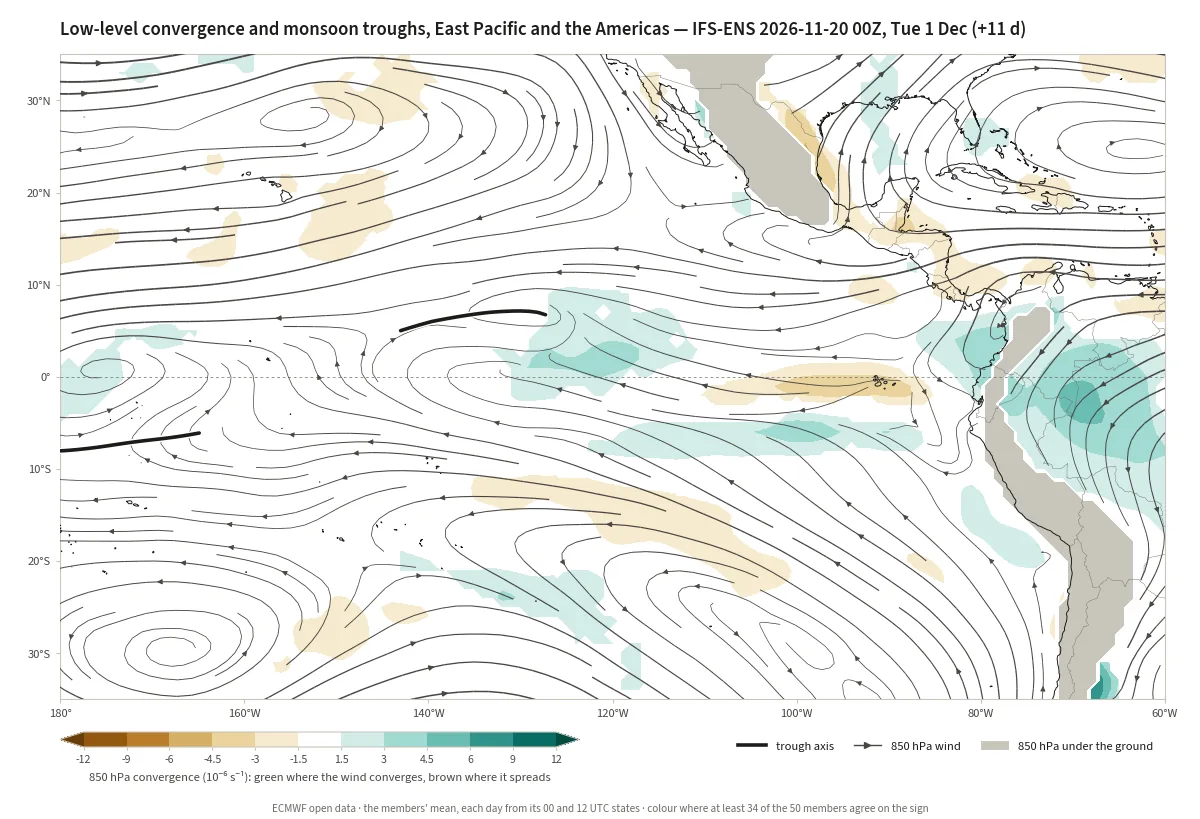 Low-level convergence and monsoon troughs, East Pacific and the Americas — IFS-ENS 2026-11-20 00Z, Tue 1 Dec (+11 d)
30°N
20°N
10°N
0°
10°S
20°S
30°S
180° 160°W 140°W 120°W 100°W 80°W 60°W
-12 -9 -6 -4.5 -3 -1.5 1.5 3 4.5 6 9 12
850 hPa convergence (10⁻⁶ s⁻¹): green where the wind converges, brown where it spreads
trough axis 850 hPa wind 850 hPa under the ground
ECMWF open data · the members' mean, each day from its 00 and 12 UTC states · colour where at least 34 of the 50 members agree on the sign